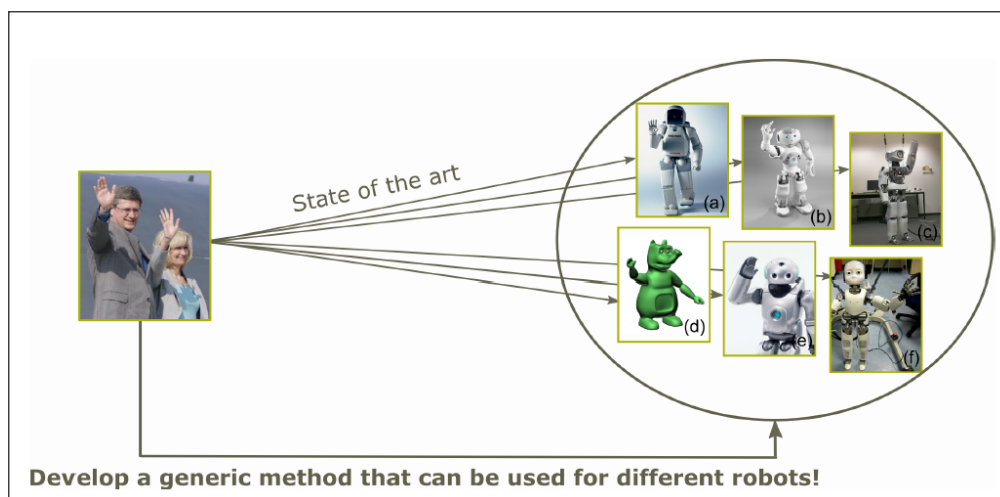 State of the art
(a)
(b)
(c)
(d)
(e)
(f)
Develop a generic method that can be used for different robots!